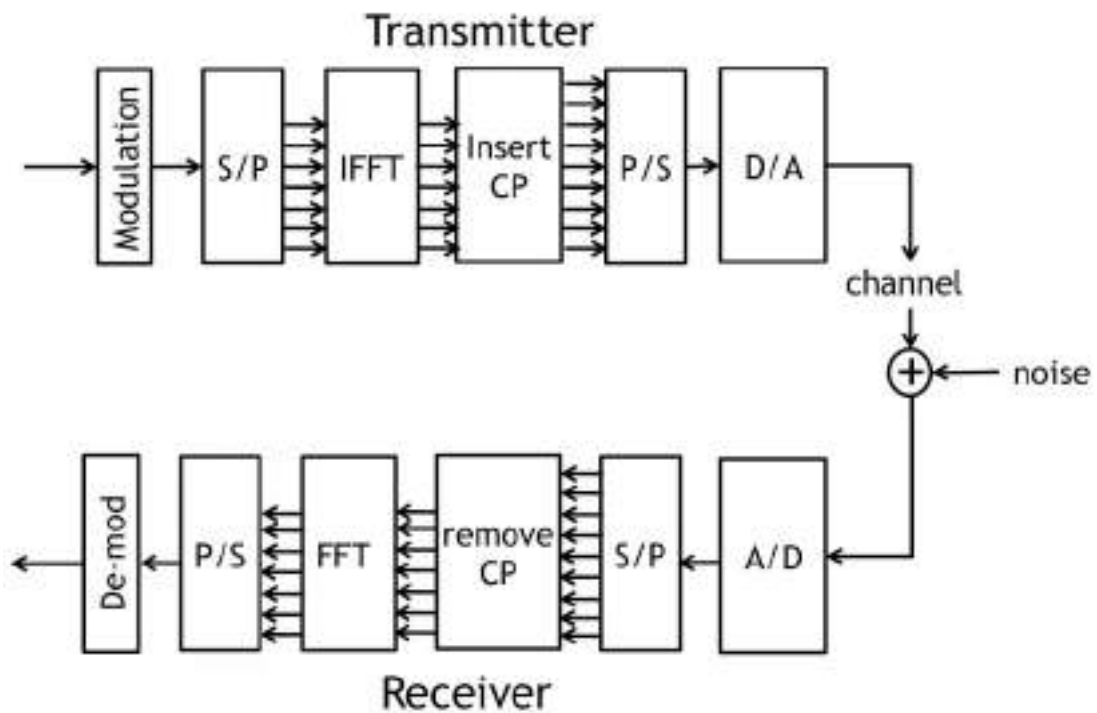 Transmitter
Modulation
S/P
IFFT
Insert
CP
P/S
D/A
channel
+
noise
De-mod
P/S
FFT
remove
CP
S/P
A/D
Receiver